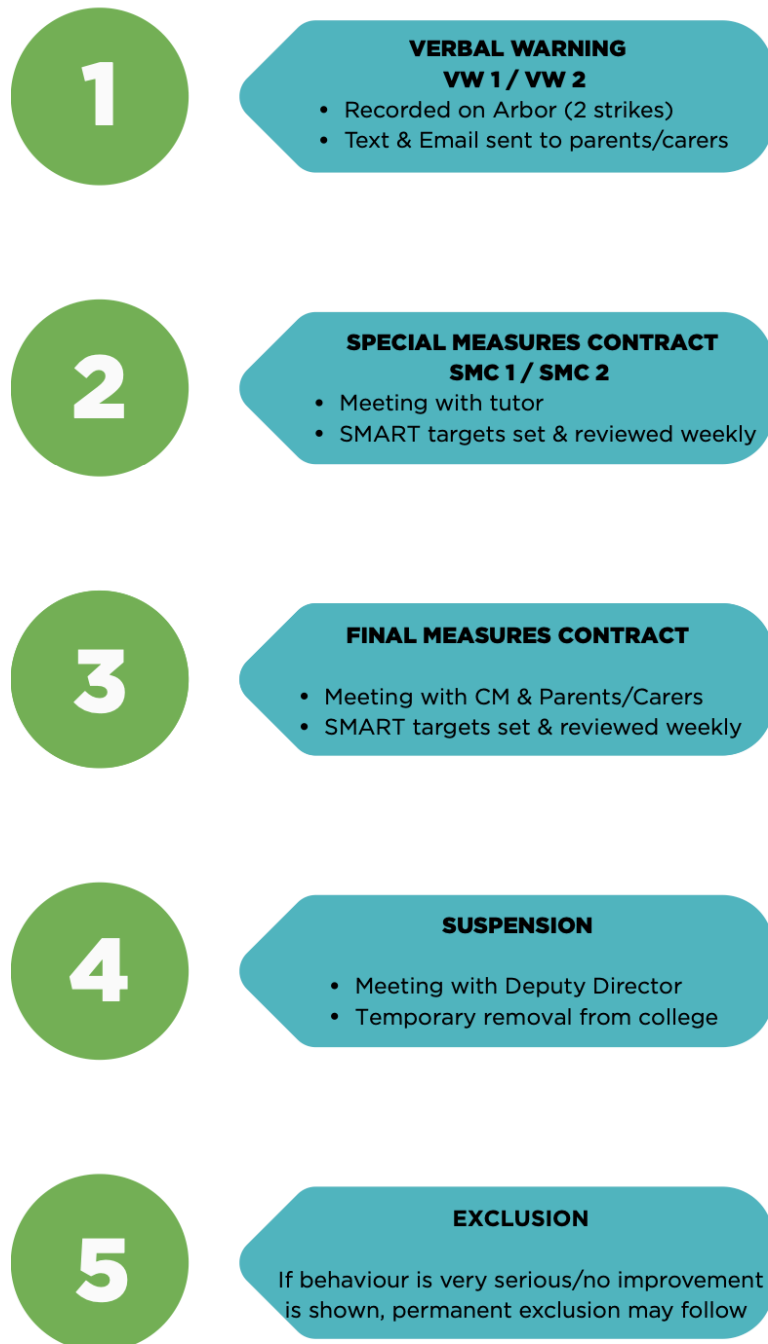 1
VERBAL WARNING
VW 1 / VW 2
• Recorded on Arbor (2 strikes)
• Text & Email sent to parents/carers
2
SPECIAL MEASURES CONTRACT
SMC 1 / SMC 2
• Meeting with tutor
• SMART targets set & reviewed weekly
3
FINAL MEASURES CONTRACT
• Meeting with CM & Parents/Carers
• SMART targets set & reviewed weekly
4
SUSPENSION
• Meeting with Deputy Director
• Temporary removal from college
5
EXCLUSION
If behaviour is very serious/no improvement
is shown, permanent exclusion may follow